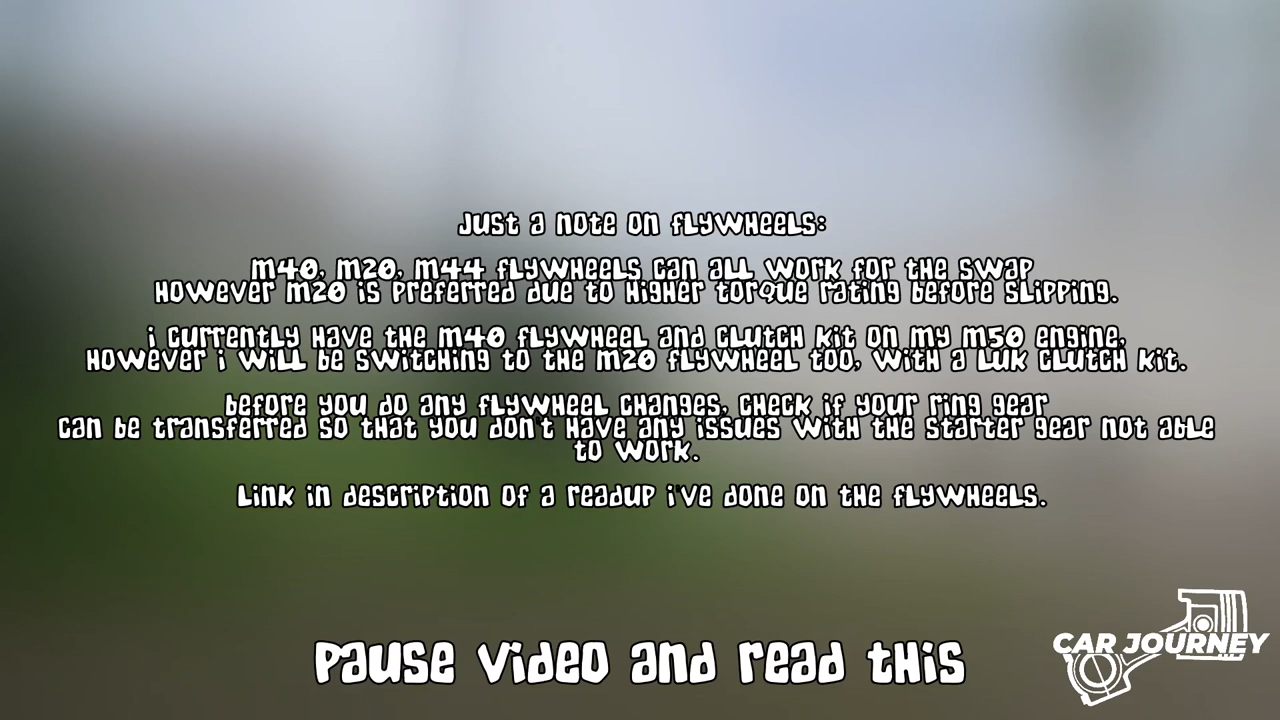 Just a note on flywheels:
m40, m20, m44 flywheels can all work for the swap
However m20 is preferred due to higher torque rating before slipping.
i currently have the m40 flywheel and clutch kit on my m50 engine,
However i will be switching to the m20 flywheel too, with a Luk clutch kit.
before you do any flywheel changes, check if your ring gear
can be transferred so that you don't have any issues with the starter gear not able
to work.
Link in description of a readup i've done on the flywheels.
Pause video and read this
CAR JOURNEY